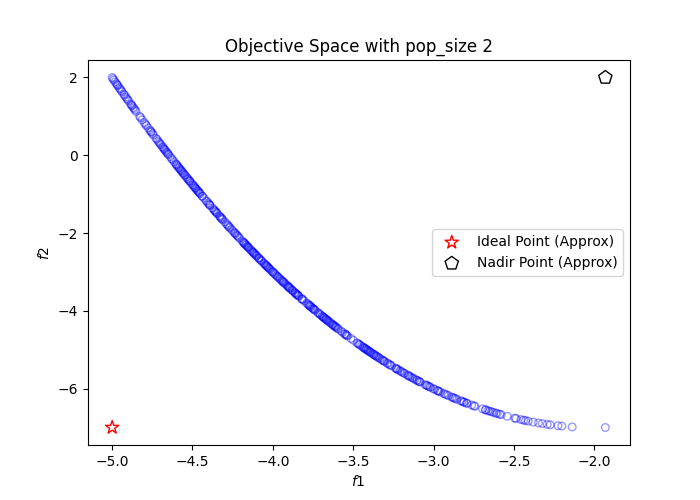 Objective Space with pop_size 2
2
0
−2
−4
−6
f2
Ideal Point (Approx)
Nadir Point (Approx)
−5.0 −4.5 −4.0 −3.5 −3.0 −2.5 −2.0
f1